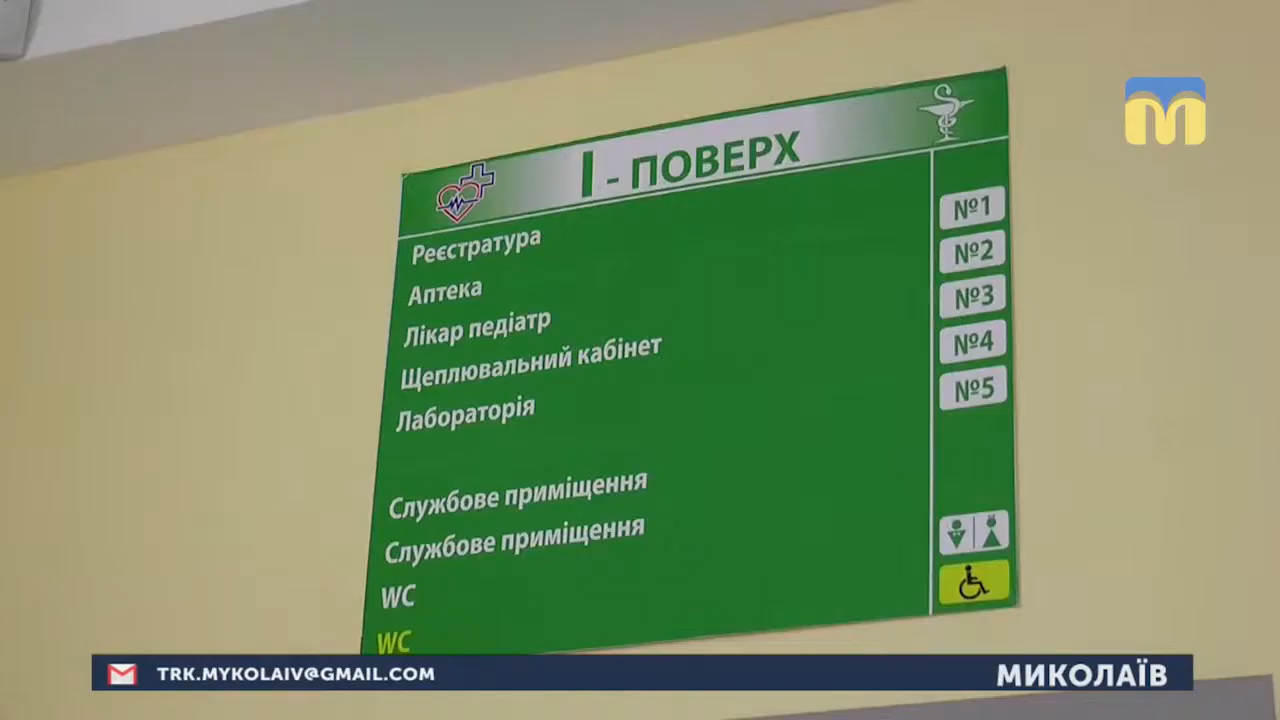 І - ПОВЕРХ
Реєстратура №1
Аптека №2
Лікар педіатр №3
Щеплювальний кабінет №4
Лабораторія №5
Службове приміщення
Службове приміщення
WC
WC
TRK.MYKOLAIV@GMAIL.COM
МИКОЛАЇВ